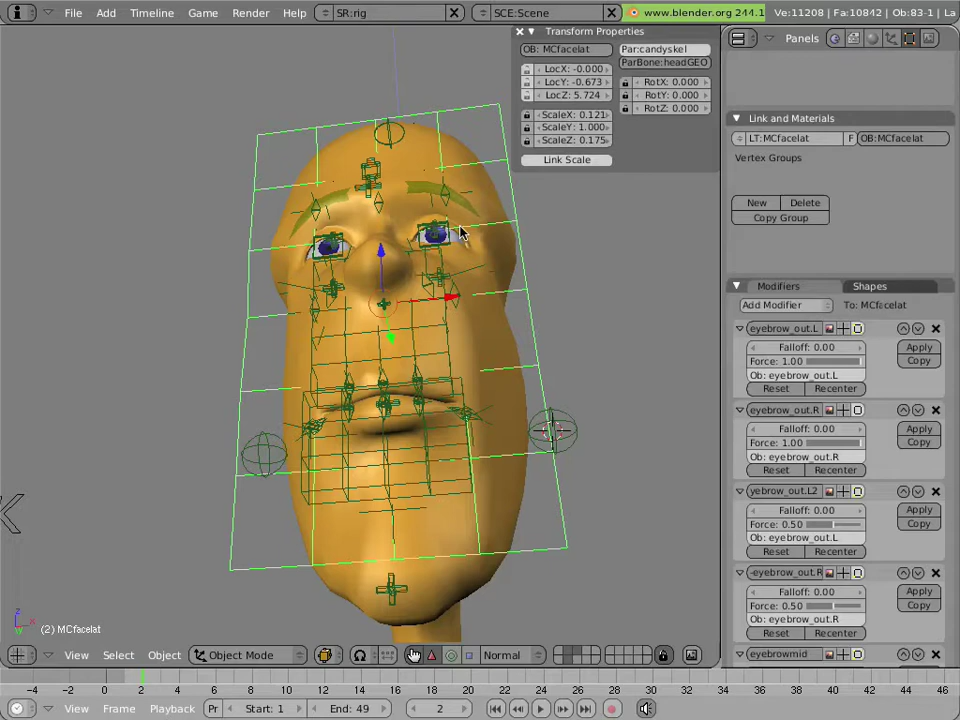 File Add Timeline Game Render Help SR:rig SCE:Scene www.blender.org 244.1 Ve:11208 | Fa:10842 | Ob:83-1 | La
Transform Properties
OB: MCfacelat Par:candyskel
ParBone:headGEO
LocX: -0.000 RotX: 0.000
LocY: -0.673 RotY: 0.000
LocZ: 5.724 RotZ: 0.000
ScaleX: 0.121
ScaleY: 1.000
ScaleZ: 0.175
Link Scale
Panels
Link and Materials
LT:MCfacelat F OB:MCfacelat
Vertex Groups
New Delete
Copy Group
Modifiers Shapes
Add Modifier To: MCfacelat
eyebrow_out.L
Falloff: 0.00 Apply
Force: 1.00 Copy
Ob: eyebrow_out.L
Reset Recenter
eyebrow_out.R
Falloff: 0.00 Apply
Force: 1.00 Copy
Ob: eyebrow_out.R
Reset Recenter
yebrow_out.L2
Falloff: 0.00 Apply
Force: 0.50 Copy
Ob: eyebrow_out.L
Reset Recenter
-eyebrow_out.R
Falloff: 0.00 Apply
Force: 0.50 Copy
Ob: eyebrow_out.R
Reset Recenter
eyebrowmid
K
z
x
(2) MCfacelat
View Select Object Object Mode Normal
-4 -2 0 2 4 6 8 10 12 14 16 18 20 22 24 26 28 30 32 34 36 38 40 42 44 46
View Frame Playback Pr Start: 1 End: 49 2